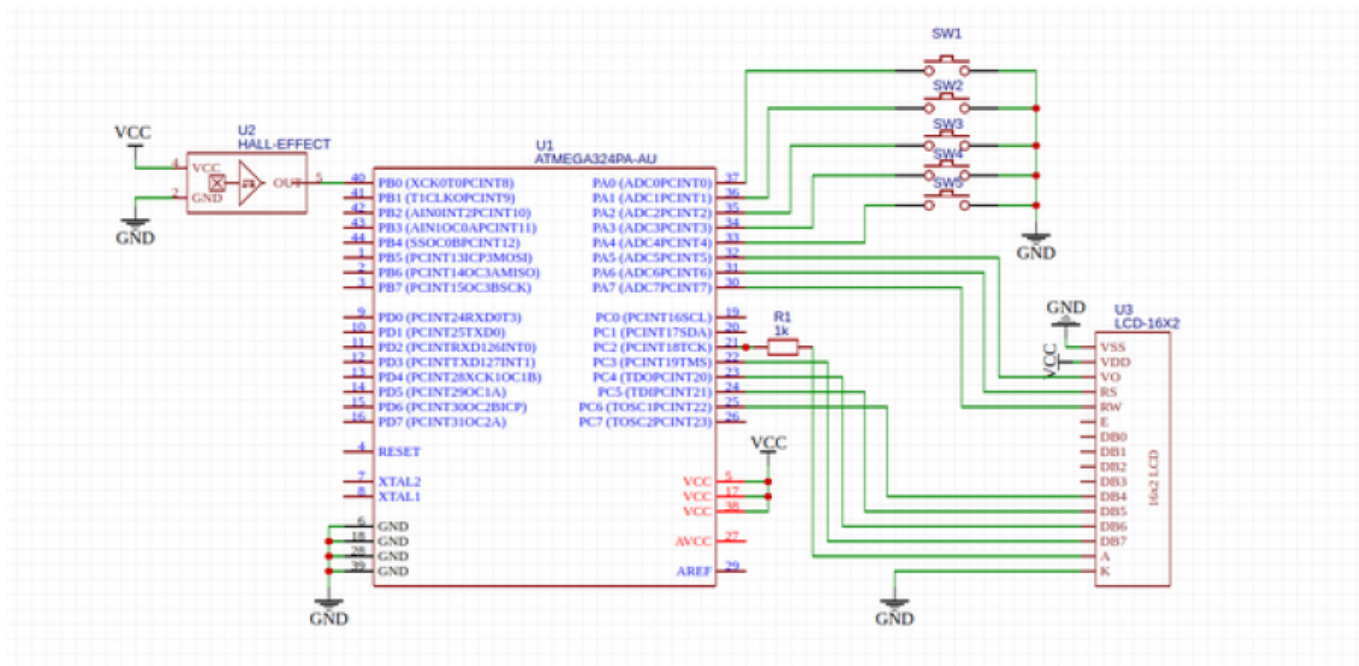 SW1
SW2
SW3
SW4
SW5
GND
VCC
U2
HALL-EFFECT
4 VCC
OUT 5
2 GND
GND
U1
ATMEGA324PA-AU
40 PB0 (XCK0T0PCINT8)
41 PB1 (T1CLKOPCINT9)
42 PB2 (AIN0INT2PCINT10)
43 PB3 (AIN1OC0APCINT11)
44 PB4 (SSOC0BPCINT12)
1 PB5 (PCINT13ICP3MOSI)
2 PB6 (PCINT14OC3AMISO)
3 PB7 (PCINT15OC3BSCK)
9 PD0 (PCINT24RXD0T3)
10 PD1 (PCINT25TXD0)
11 PD2 (PCINTRXD126INT0)
12 PD3 (PCINTTXD127INT1)
13 PD4 (PCINT28XCK1OC1B)
14 PD5 (PCINT29OC1A)
15 PD6 (PCINT30OC2BICP)
16 PD7 (PCINT31OC2A)
4 RESET
7 XTAL2
8 XTAL1
6 GND
18 GND
28 GND
39 GND
GND
PA0 (ADC0PCINT0) 37
PA1 (ADC1PCINT1) 36
PA2 (ADC2PCINT2) 35
PA3 (ADC3PCINT3) 34
PA4 (ADC4PCINT4) 33
PA5 (ADC5PCINT5) 32
PA6 (ADC6PCINT6) 31
PA7 (ADC7PCINT7) 30
PC0 (PCINT16SCL) 19
PC1 (PCINT17SDA) 20
PC2 (PCINT18TCK) 21
PC3 (PCINT19TMS) 22
PC4 (TDOPCINT20) 23
PC5 (TDIPCINT21) 24
PC6 (TOSC1PCINT22) 25
PC7 (TOSC2PCINT23) 26
VCC
VCC 5
VCC 17
VCC 38
AVCC 27
AREF 29
R1
1k
GND
VCC
U3
LCD-16X2
VSS
VDD
VO
RS
RW
E
DB0
DB1
DB2
DB3
DB4
DB5
DB6
DB7
A
K
16x2 LCD
GND